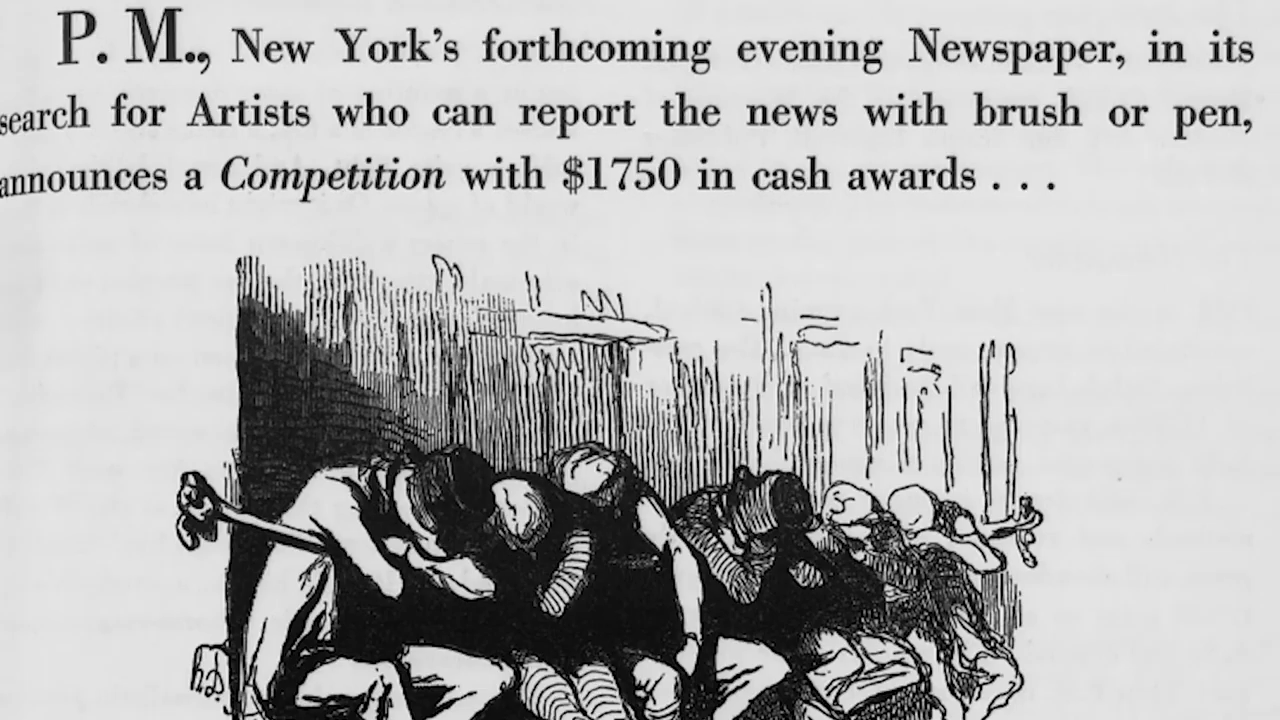 P. M., New York's forthcoming evening Newspaper, in its
search for Artists who can report the news with brush or pen,
announces a Competition with $1750 in cash awards . . .
hD